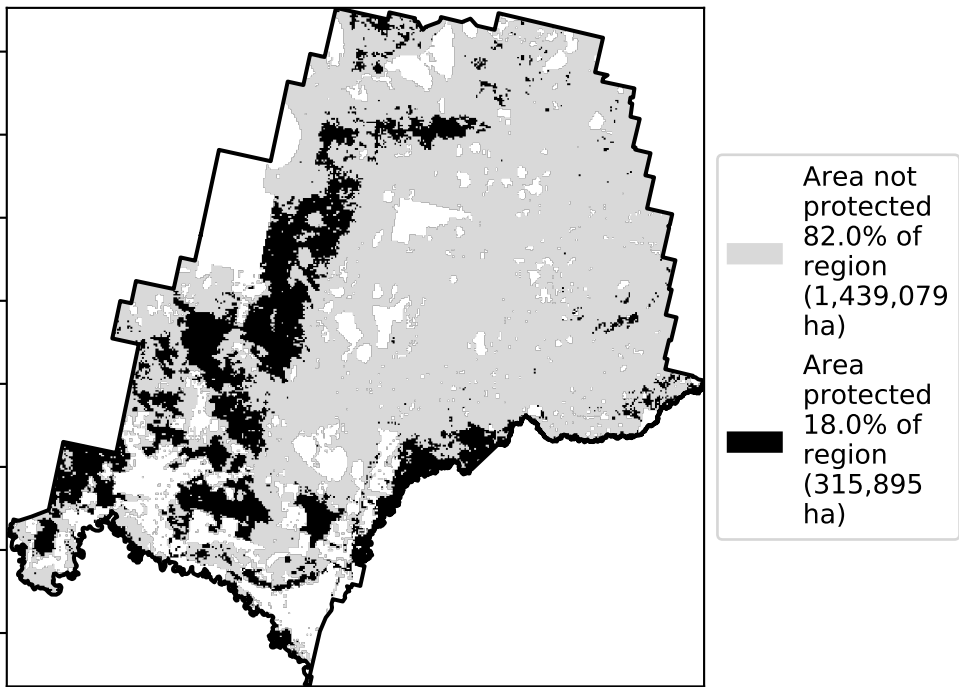 Area not
protected
82.0% of
region
(1,439,079
ha)
Area
protected
18.0% of
region
(315,895
ha)